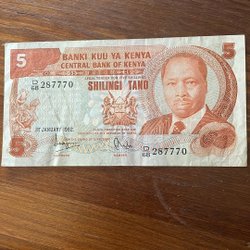 5
BANKI KUU YA KENYA
CENTRAL BANK OF KENYA
D/68 287770
SHILINGI TANO
1st JANUARY 1982
D/68 287770
5
5